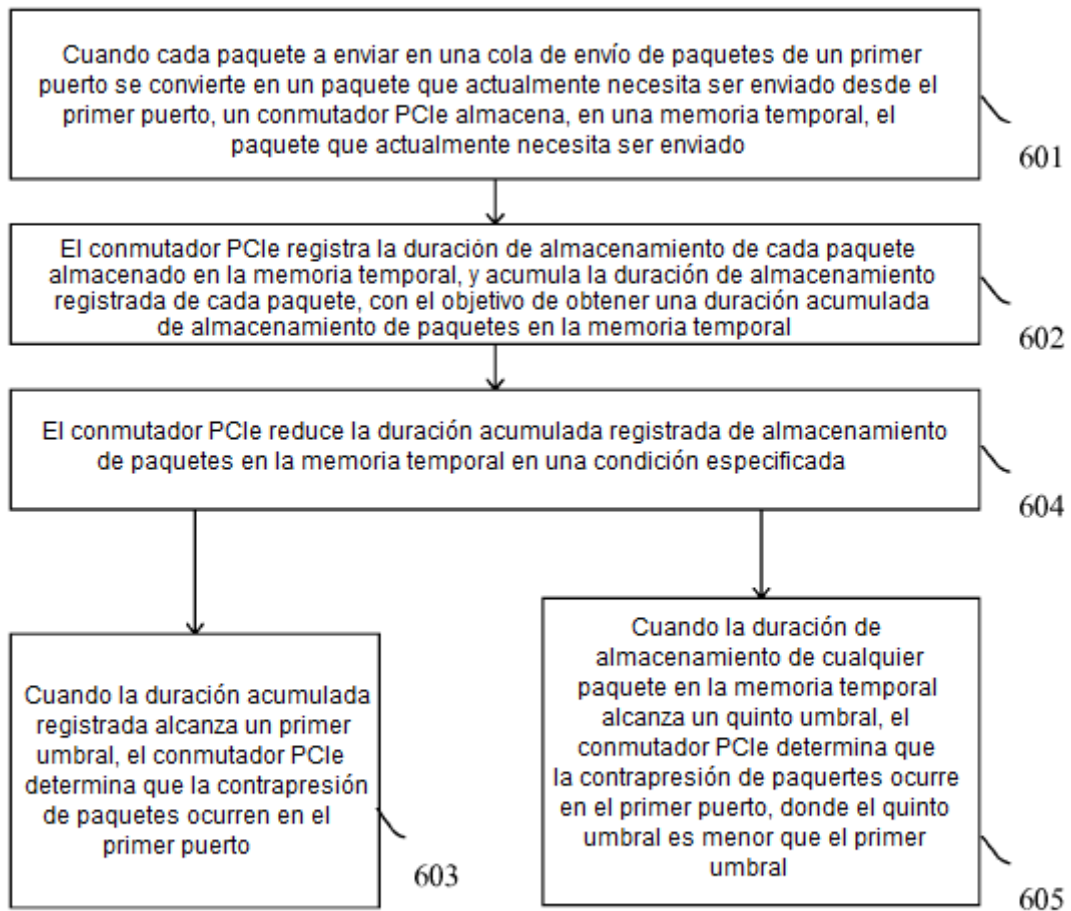 Cuando cada paquete a enviar en una cola de envío de paquetes de un primer
puerto se convierte en un paquete que actualmente necesita ser enviado desde el
primer puerto, un conmutador PCIe almacena, en una memoria temporal, el
paquete que actualmente necesita ser enviado
601
El conmutador PCIe registra la duración de almacenamiento de cada paquete
almacenado en la memoria temporal, y acumula la duración de almacenamiento
registrada de cada paquete, con el objetivo de obtener una duración acumulada
de almacenamiento de paquetes en la memoria temporal
602
El conmutador PCIe reduce la duración acumulada registrada de almacenamiento
de paquetes en la memoria temporal en una condición especificada
604
Cuando la duración acumulada
registrada alcanza un primer
umbral, el conmutador PCIe
determina que la contrapresión
de paquetes ocurren en el
primer puerto
603
Cuando la duración de
almacenamiento de cualquier
paquete en la memoria temporal
alcanza un quinto umbral, el
conmutador PCIe determina que
la contrapresión de paquertes ocurre
en el primer puerto, donde el quinto
umbral es menor que el primer
umbral
605